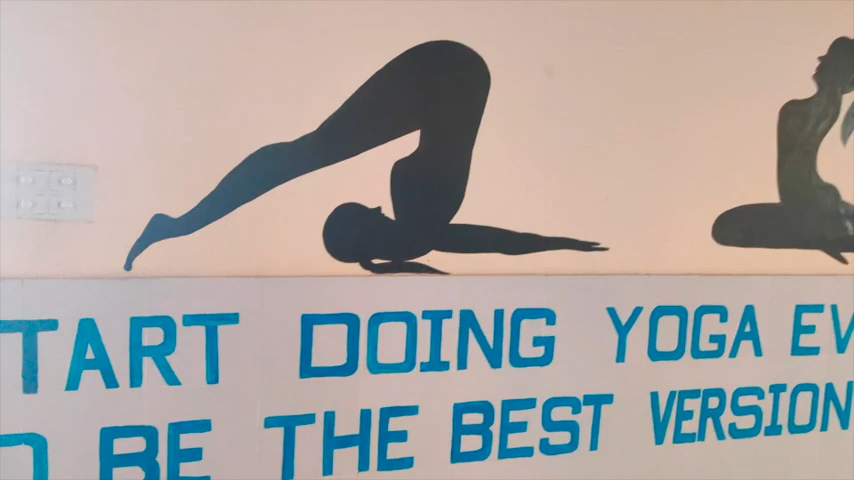 TART DOING YOGA EV
O BE THE BEST VERSION